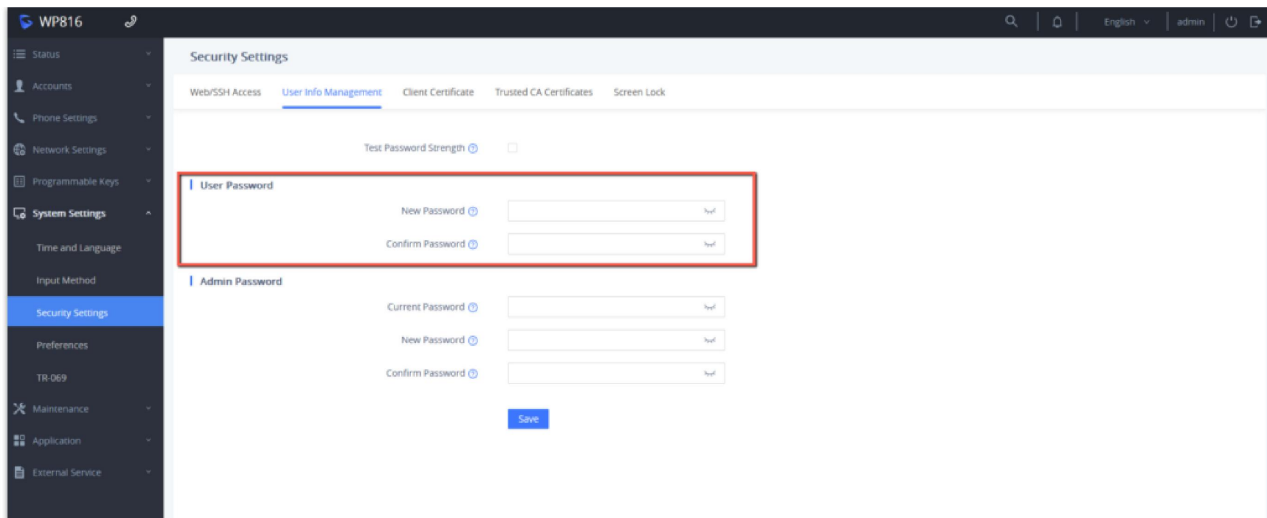 WP816
English
admin
Status
Accounts
Phone Settings
Network Settings
Programmable Keys
System Settings
Time and Language
Input Method
Security Settings
Preferences
TR-069
Maintenance
Application
External Service
Security Settings
Web/SSH Access
User Info Management
Client Certificate
Trusted CA Certificates
Screen Lock
Test Password Strength
User Password
New Password
Confirm Password
Admin Password
Current Password
New Password
Confirm Password
Save